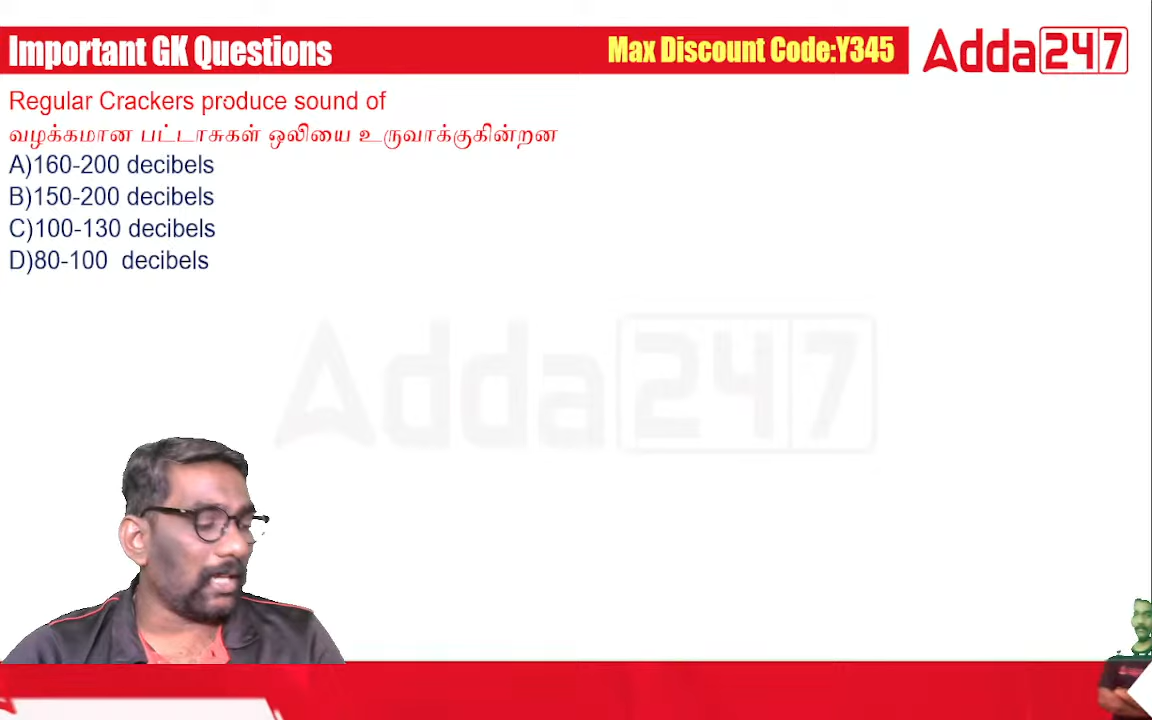 Important GK Questions
Max Discount Code:Y345
Adda247
Regular Crackers produce sound of
வழக்கமான பட்டாசுகள் ஒலியை உருவாக்குகின்றன
A)160-200 decibels
B)150-200 decibels
C)100-130 decibels
D)80-100 decibels
Adda247